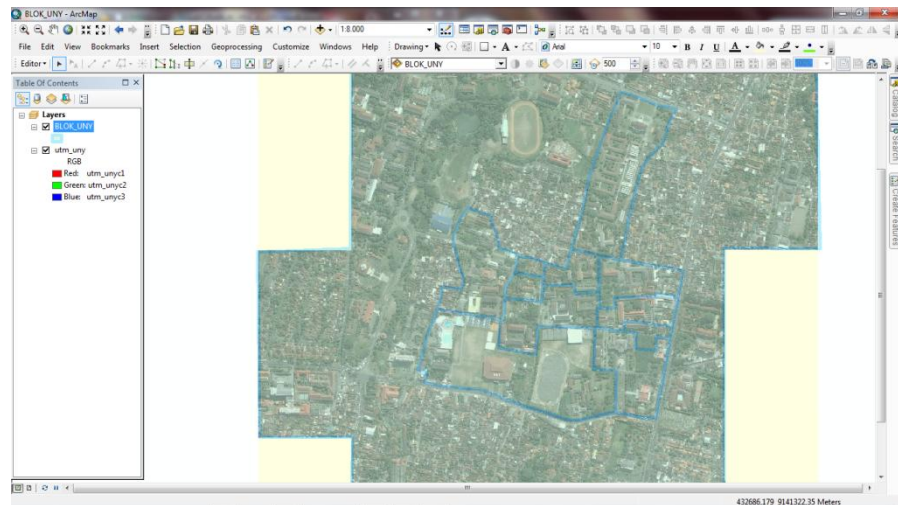 BLOK_UNY - ArcMap
1:8.000
File Edit View Bookmarks Insert Selection Geoprocessing Customize Windows Help
Drawing
Arial
10
B I U A
Editor
BLOK_UNY
500
Table Of Contents
Layers
BLOK_UNY
utm_uny
RGB
Red: utm_unyc1
Green: utm_unyc2
Blue: utm_unyc3
Catalog
Search
Create Features
432686.179 9141322.35 Meters